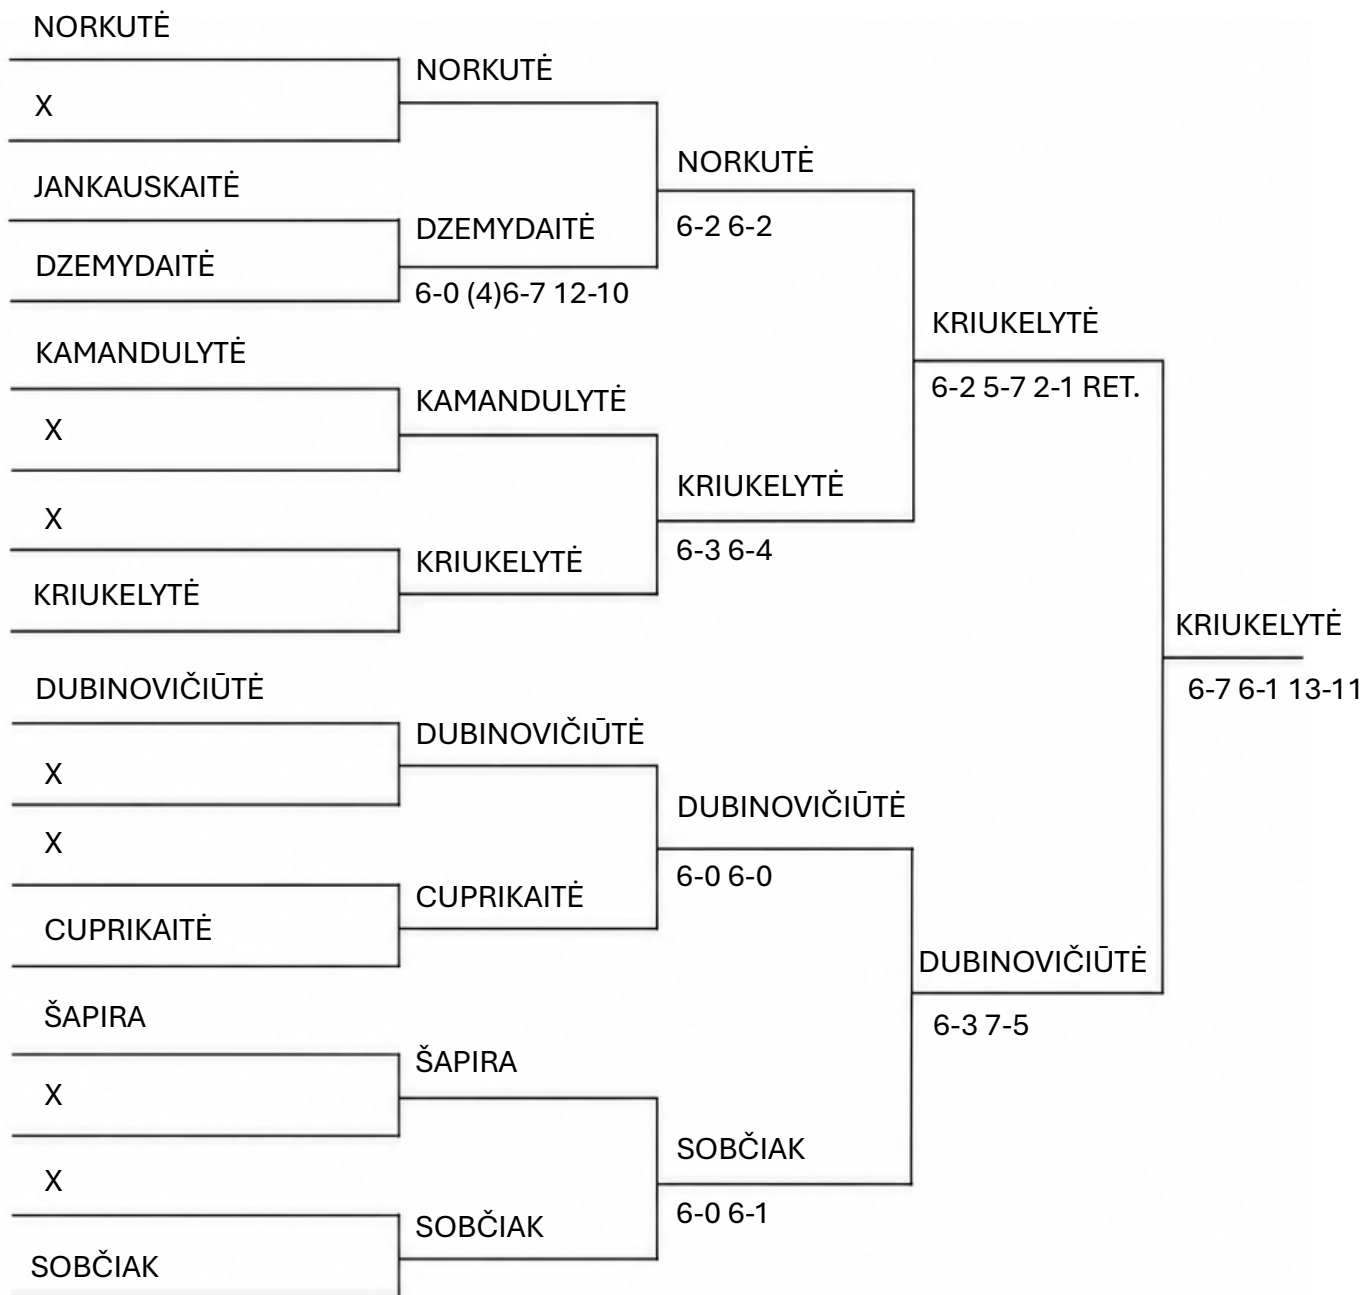 NORKUTĖ
X
JANKAUSKAITĖ
DZEMYDAITĖ
KAMANDULYTĖ
X
X
KRIUKELYTĖ
DUBINOVIČIŪTĖ
X
X
CUPRIKAITĖ
ŠAPIRA
X
X
SOBČIAK
NORKUTĖ
DZEMYDAITĖ
6-0 (4)6-7 12-10
KAMANDULYTĖ
KRIUKELYTĖ
DUBINOVIČIŪTĖ
CUPRIKAITĖ
ŠAPIRA
SOBČIAK
NORKUTĖ
6-2 6-2
KRIUKELYTĖ
6-3 6-4
DUBINOVIČIŪTĖ
6-0 6-0
SOBČIAK
6-0 6-1
KRIUKELYTĖ
6-2 5-7 2-1 RET.
DUBINOVIČIŪTĖ
6-3 7-5
KRIUKELYTĖ
6-7 6-1 13-11